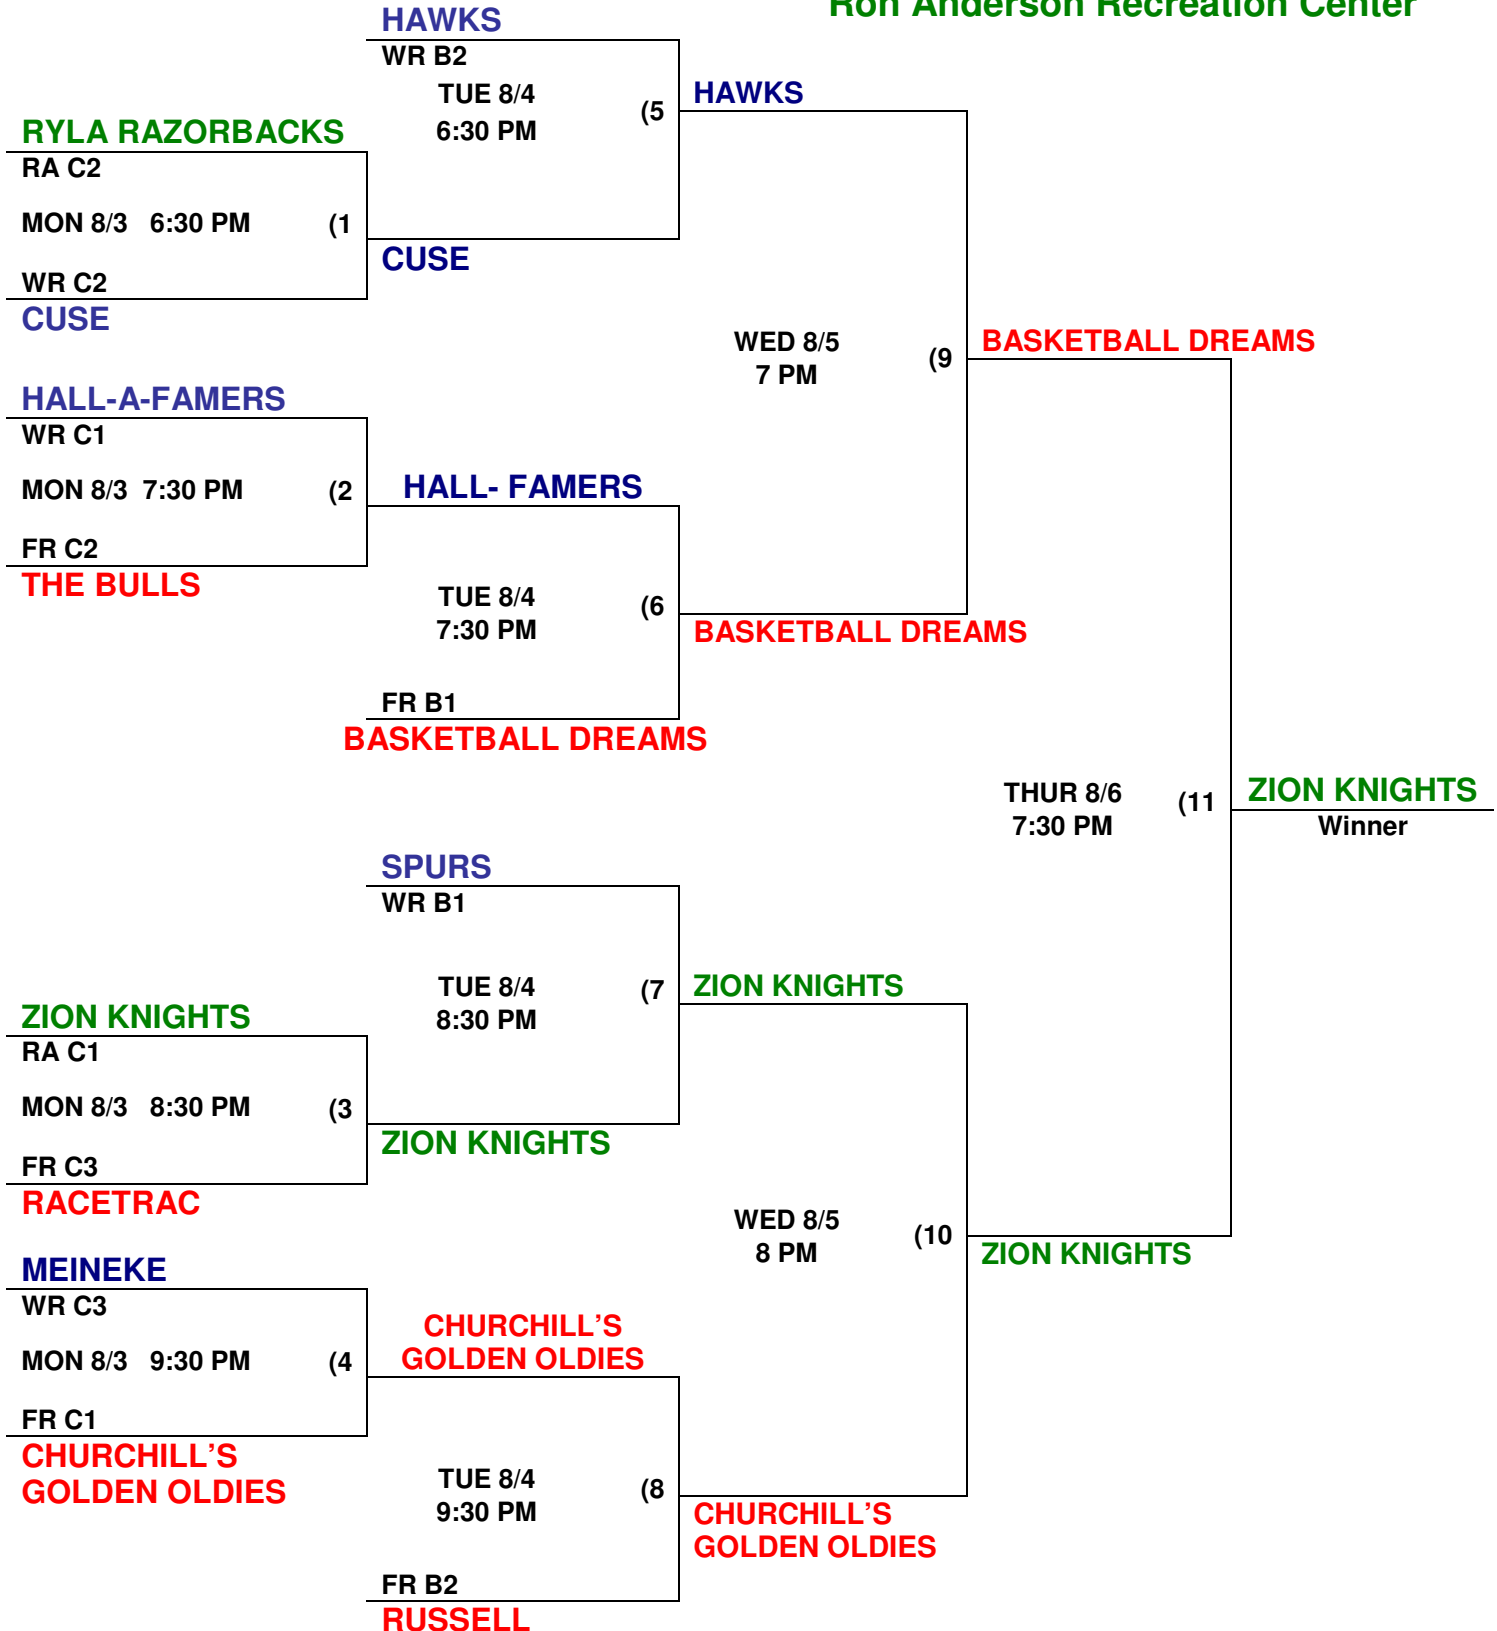 Ron Anderson Recreation Center
HAWKS
WR B2
TUE 8/4
6:30 PM
(5
HAWKS
RYLA RAZORBACKS
RA C2
MON 8/3 6:30 PM
(1
WR C2
CUSE
CUSE
WED 8/5
7 PM
(9
BASKETBALL DREAMS
HALL-A-FAMERS
WR C1
MON 8/3 7:30 PM
(2
FR C2
THE BULLS
HALL- FAMERS
TUE 8/4
7:30 PM
(6
BASKETBALL DREAMS
FR B1
BASKETBALL DREAMS
THUR 8/6
7:30 PM
(11
ZION KNIGHTS
Winner
SPURS
WR B1
TUE 8/4
8:30 PM
(7
ZION KNIGHTS
ZION KNIGHTS
RA C1
MON 8/3 8:30 PM
(3
FR C3
RACETRAC
ZION KNIGHTS
WED 8/5
8 PM
(10
ZION KNIGHTS
MEINEKE
WR C3
MON 8/3 9:30 PM
(4
FR C1
CHURCHILL’S
GOLDEN OLDIES
CHURCHILL’S
GOLDEN OLDIES
TUE 8/4
9:30 PM
(8
CHURCHILL’S
GOLDEN OLDIES
FR B2
RUSSELL